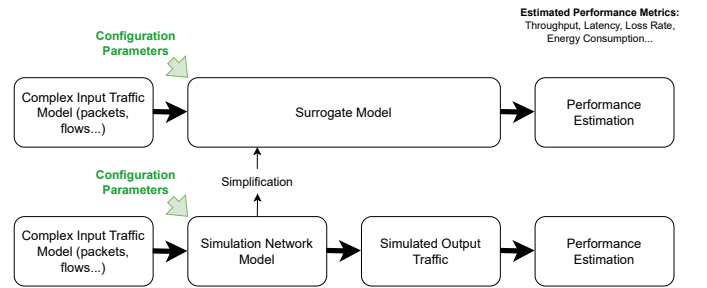 Estimated Performance Metrics:
Throughput, Latency, Loss Rate,
Energy Consumption...
Configuration
Parameters
Complex Input Traffic
Model (packets,
flows...)
Surrogate Model
Performance
Estimation
Simplification
Configuration
Parameters
Complex Input Traffic
Model (packets,
flows...)
Simulation Network
Model
Simulated Output
Traffic
Performance
Estimation